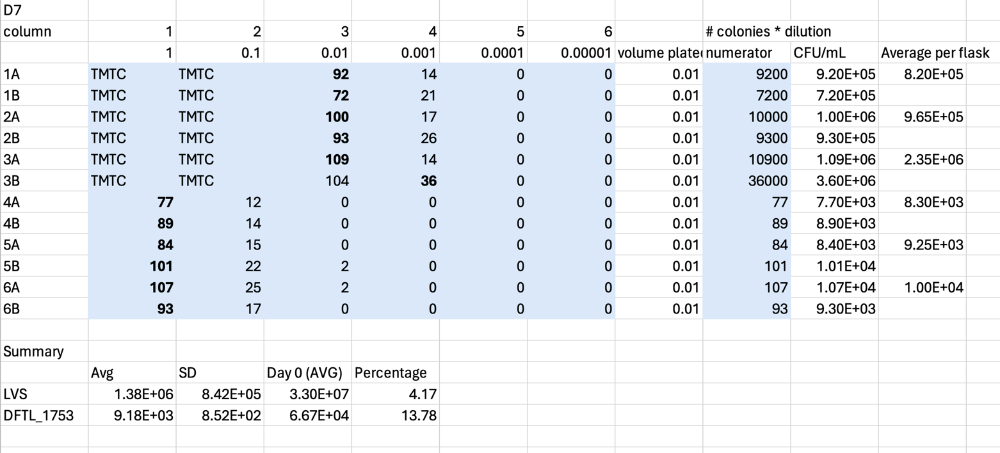 D7
column 1 2 3 4 5 6 # colonies * dilution
1 0.1 0.01 0.001 0.0001 0.00001 volume plated numerator CFU/mL Average per flask
1A TMTC TMTC 92 14 0 0 0.01 9200 9.20E+05 8.20E+05
1B TMTC TMTC 72 21 0 0 0.01 7200 7.20E+05
2A TMTC TMTC 100 17 0 0 0.01 10000 1.00E+06 9.65E+05
2B TMTC TMTC 93 26 0 0 0.01 9300 9.30E+05
3A TMTC TMTC 109 14 0 0 0.01 10900 1.09E+06 2.35E+06
3B TMTC TMTC 104 36 0 0 0.01 36000 3.60E+06
4A 77 12 0 0 0 0 0.01 77 7.70E+03 8.30E+03
4B 89 14 0 0 0 0 0.01 89 8.90E+03
5A 84 15 0 0 0 0 0.01 84 8.40E+03 9.25E+03
5B 101 22 2 0 0 0 0.01 101 1.01E+04
6A 107 25 2 0 0 0 0.01 107 1.07E+04 1.00E+04
6B 93 17 0 0 0 0 0.01 93 9.30E+03
Summary
Avg SD Day 0 (AVG) Percentage
LVS 1.38E+06 8.42E+05 3.30E+07 4.17
DFTL_1753 9.18E+03 8.52E+02 6.67E+04 13.78